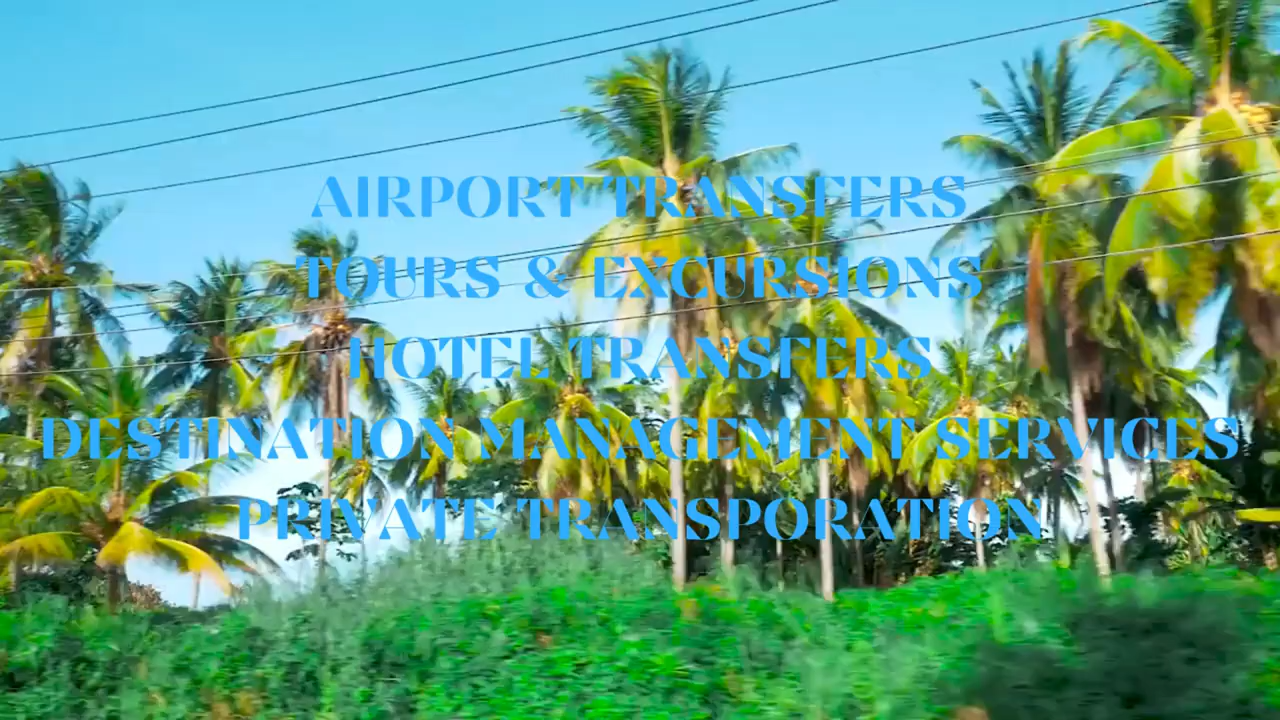 AIRPORT TRANSFERS
TOURS & EXCURSIONS
HOTEL TRANSFERS
DESTINATION MANAGEMENT SERVICES
PRIVATE TRANSPORATION